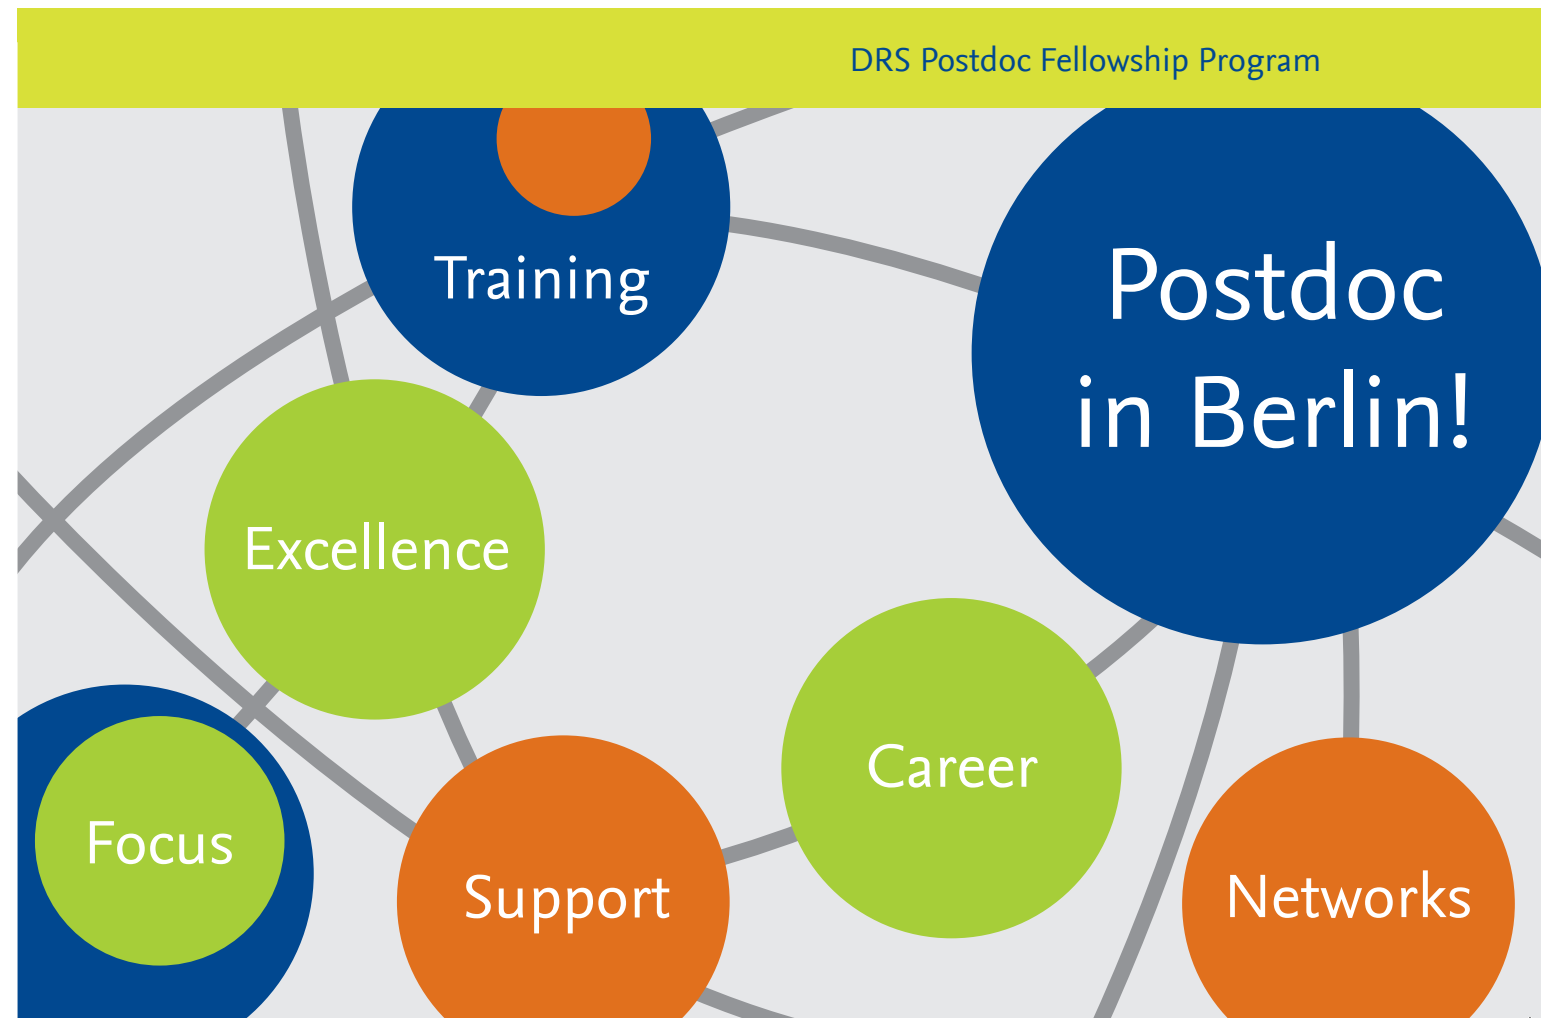 DRS Postdoc Fellowship Program
Training
Postdoc
in Berlin!
Excellence
Career
Focus
Support
Networks